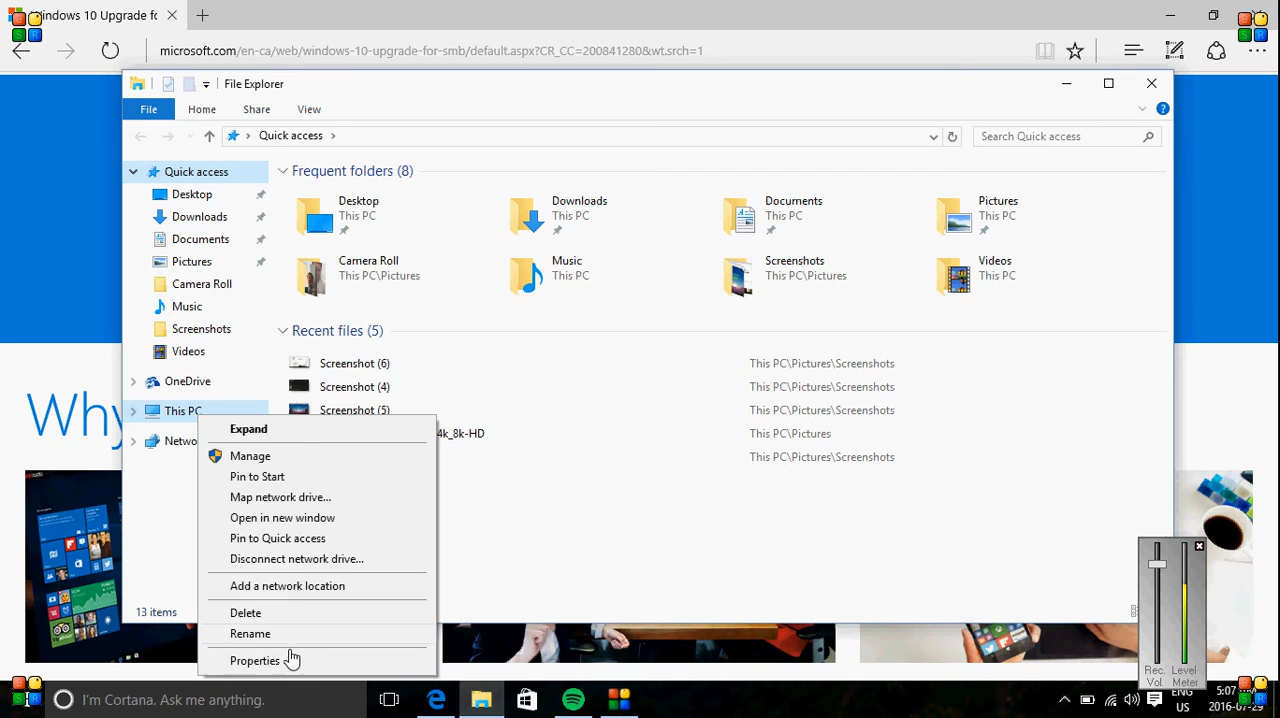 Windows 10 Upgrade fo
microsoft.com/en-ca/web/windows-10-upgrade-for-smb/default.aspx?CR_CC=200841280&wt.srch=1
File Explorer
File Home Share View
Quick access
Search Quick access
Quick access
Desktop
Downloads
Documents
Pictures
Camera Roll
Music
Screenshots
Videos
OneDrive
This PC
Netwo
Frequent folders (8)
Desktop
This PC
Downloads
This PC
Documents
This PC
Pictures
This PC
Camera Roll
This PC\Pictures
Music
This PC
Screenshots
This PC\Pictures
Videos
This PC
Recent files (5)
Screenshot (6) This PC\Pictures\Screenshots
Screenshot (4) This PC\Pictures\Screenshots
Screenshot (5) This PC\Pictures\Screenshots
4k_8k-HD This PC\Pictures
This PC\Pictures\Screenshots
Why
Expand
Manage
Pin to Start
Map network drive...
Open in new window
Pin to Quick access
Disconnect network drive...
Add a network location
Delete
Rename
Properties
13 items
Rec. Level
Vol. Meter
I'm Cortana. Ask me anything.
ENG
US
5:07
2016-07-29